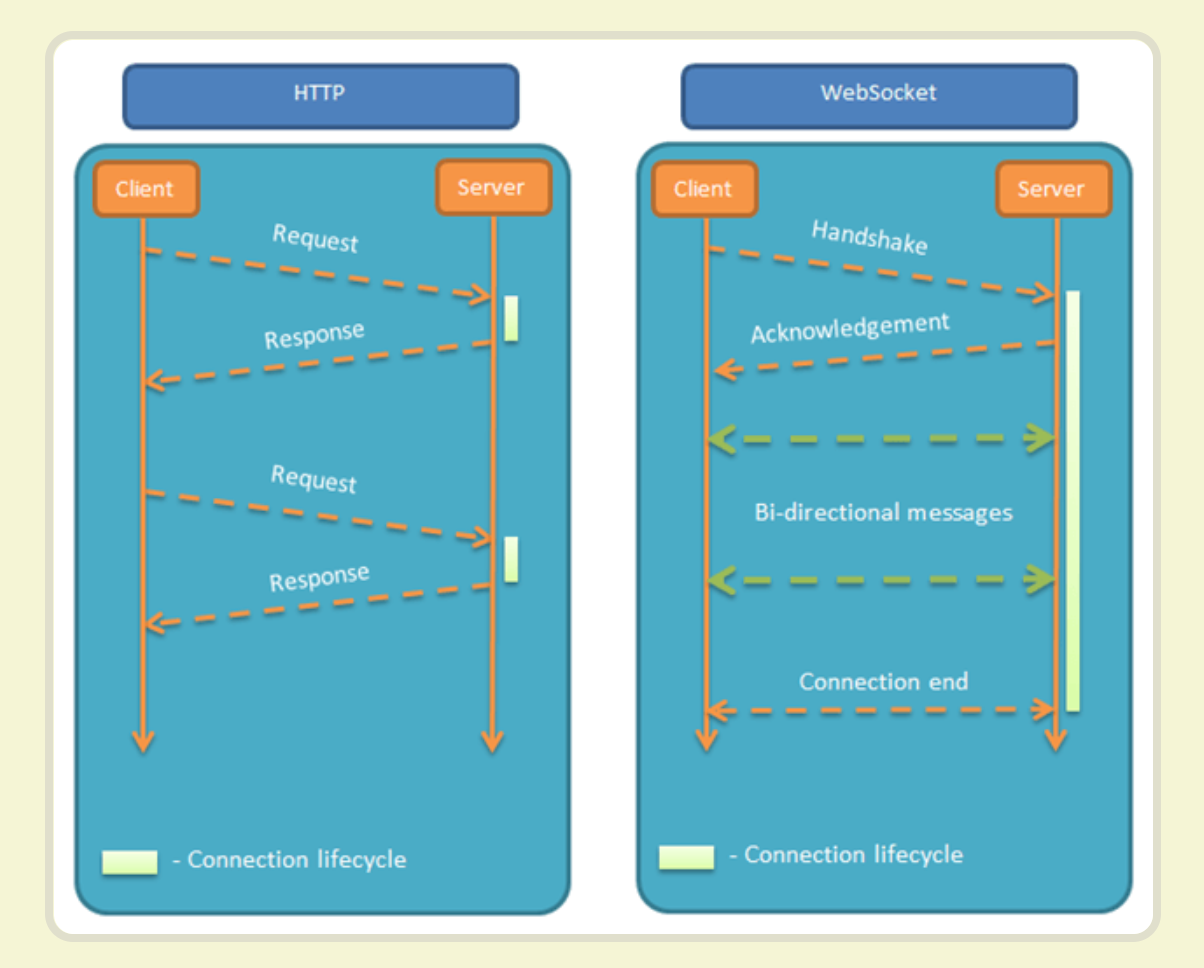 HTTP
Client
Server
Request
Response
Request
Response
- Connection lifecycle
WebSocket
Client
Server
Handshake
Acknowledgement
Bi-directional messages
Connection end
- Connection lifecycle